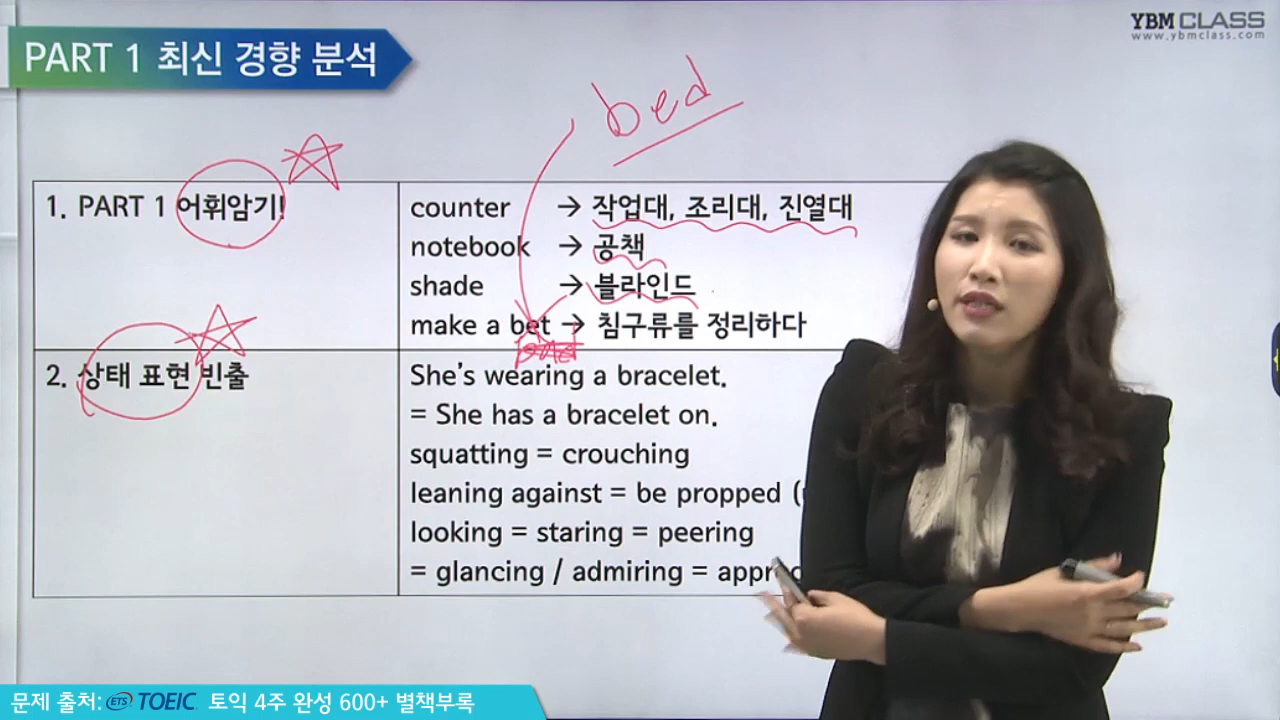 PART 1 최신 경향 분석
YBM CLASS
www.ybmclass.com
bed
1. PART 1 어휘암기!
counter → 작업대, 조리대, 진열대
notebook → 공책
shade → 블라인드
make a bet → 침구류를 정리하다
2. 상태 표현 빈출
She's wearing a bracelet.
= She has a bracelet on.
squatting = crouching
leaning against = be propped (
looking = staring = peering
= glancing / admiring =
문제 출처: ETS TOEIC 토익 4주 완성 600+ 별책부록